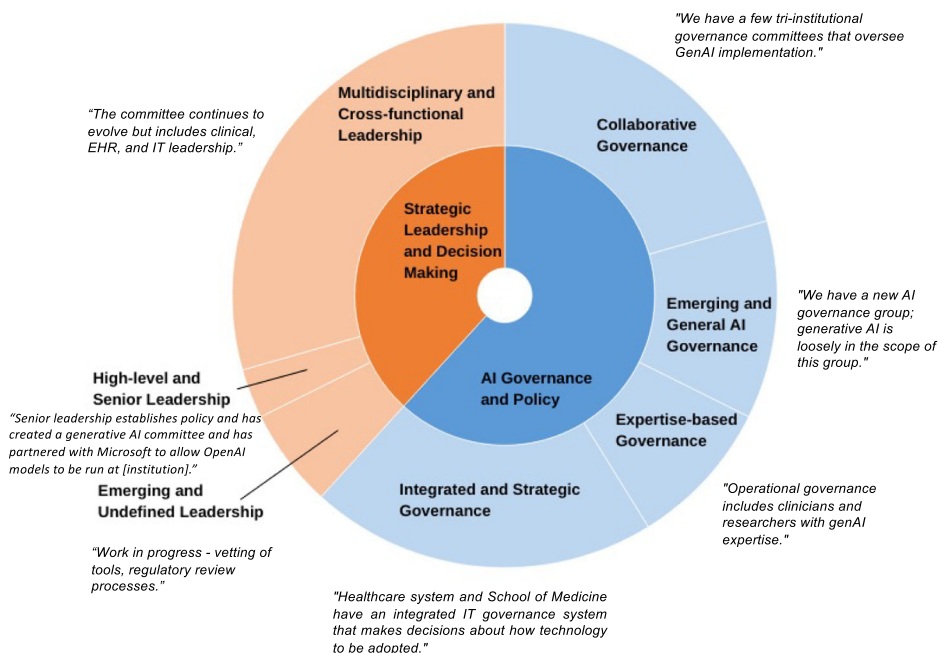 "We have a few tri-institutional
governance committees that oversee
GenAI implementation."
Multidisciplinary and
Cross-functional
Leadership
“The committee continues to
evolve but includes clinical,
EHR, and IT leadership.”
Collaborative
Governance
Strategic
Leadership
and Decision
Making
Emerging and
General AI
Governance
"We have a new AI
governance group;
generative AI is
loosely in the scope of
this group."
High-level and
Senior Leadership
“Senior leadership establishes policy and has
created a generative AI committee and has
partnered with Microsoft to allow OpenAI
models to be run at [institution].”
AI Governance
and Policy
Expertise-based
Governance
Emerging and
Undefined Leadership
Integrated and Strategic
Governance
"Operational governance
includes clinicians and
researchers with genAI
expertise."
“Work in progress - vetting of
tools, regulatory review
processes.”
"Healthcare system and School of Medicine
have an integrated IT governance system
that makes decisions about how technology
to be adopted."